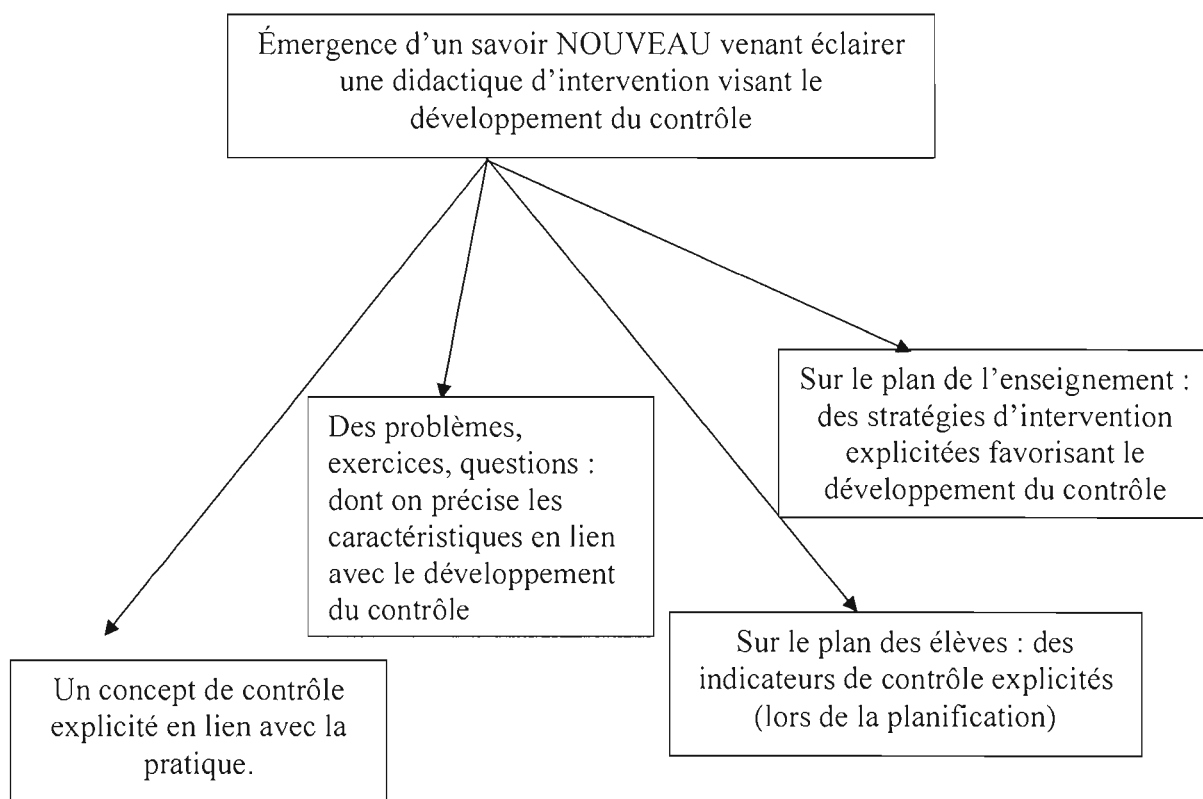 Émergence d'un savoir NOUVEAU venant éclairer
une didactique d'intervention visant le
développement du contrôle
Des problèmes,
exercices, questions :
dont on précise les
caractéristiques en lien
avec le développement
du contrôle
Sur le plan de l'enseignement :
des stratégies d'intervention
explicitées favorisant le
développement du contrôle
Un concept de contrôle
explicité en lien avec la
pratique.
Sur le plan des élèves : des
indicateurs de contrôle explicités
(lors de la planification)